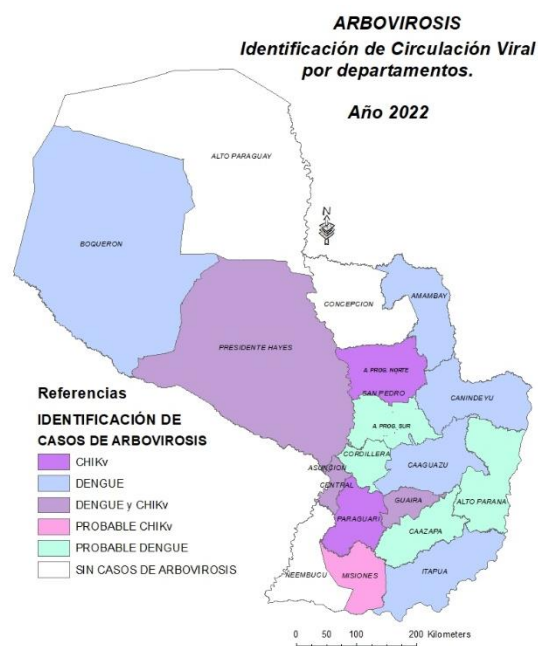 ARBOVIROSIS
Identificación de Circulación Viral
por departamentos.
Año 2022
ALTO PARAGUAY
N
BOQUERON
CONCEPCION
AMAMBAY
PRESIDENTE HAYES
A. PROG. NORTE
SAN PEDRO
CANINDEYU
A. PROG. SUR
CORDILLERA
CAAGUAZU
ASUNCION
CENTRAL
GUAIRA
ALTO PARANA
PARAGUARI
CAAZAPA
ÑEEMBUCU
MISIONES
ITAPUA
Referencias
IDENTIFICACIÓN DE
CASOS DE ARBOVIROSIS
CHIKv
DENGUE
DENGUE y CHIKv
PROBABLE CHIKv
PROBABLE DENGUE
SIN CASOS DE ARBOVIROSIS
0 50 100 200 Kilometers